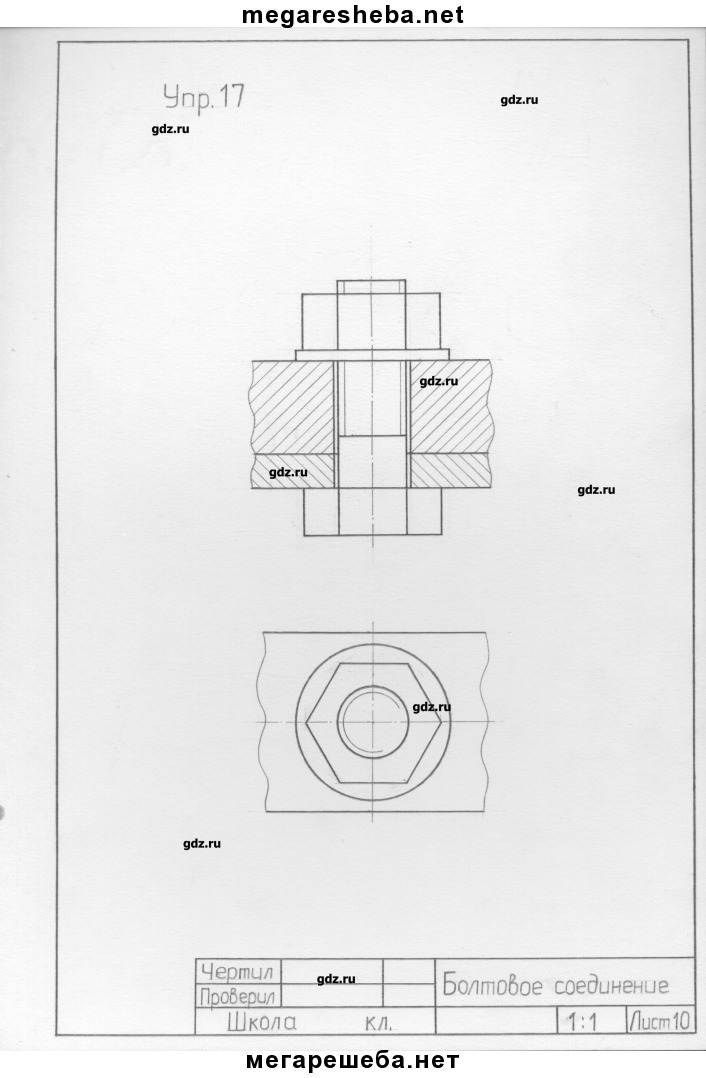 megaresheba.net
Упр.17
gdz.ru
gdz.ru
gdz.ru
gdz.ru
gdz.ru
gdz.ru
gdz.ru
Чертил
gdz.ru
Болтовое соединение
Проверил
Школа кл.
1:1
Лист 10
мегарешеба.нет